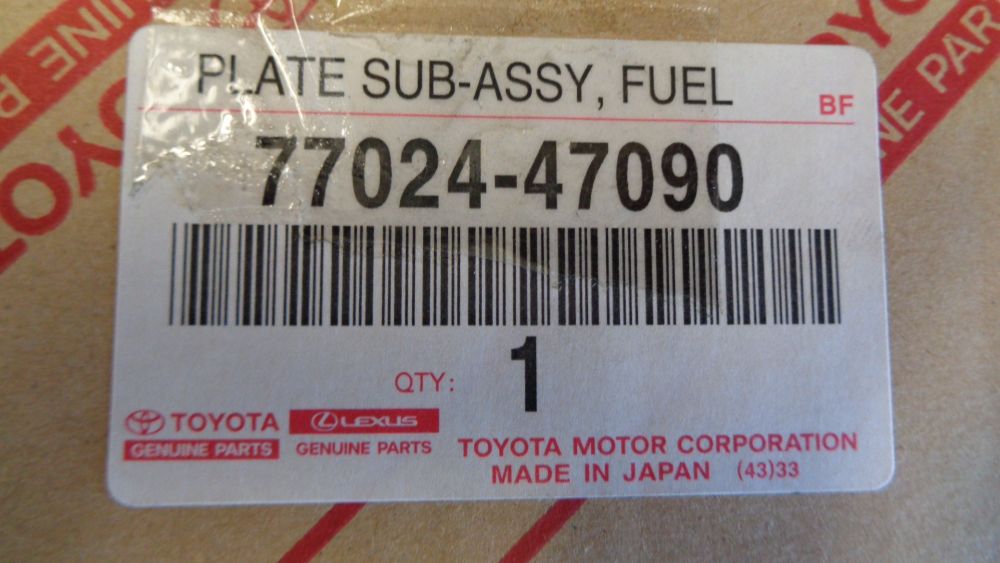 PLATE SUB-ASSY, FUEL
BF
77024-47090
QTY: 1
TOYOTA
GENUINE PARTS
LEXUS
GENUINE PARTS
TOYOTA MOTOR CORPORATION
MADE IN JAPAN (43)33